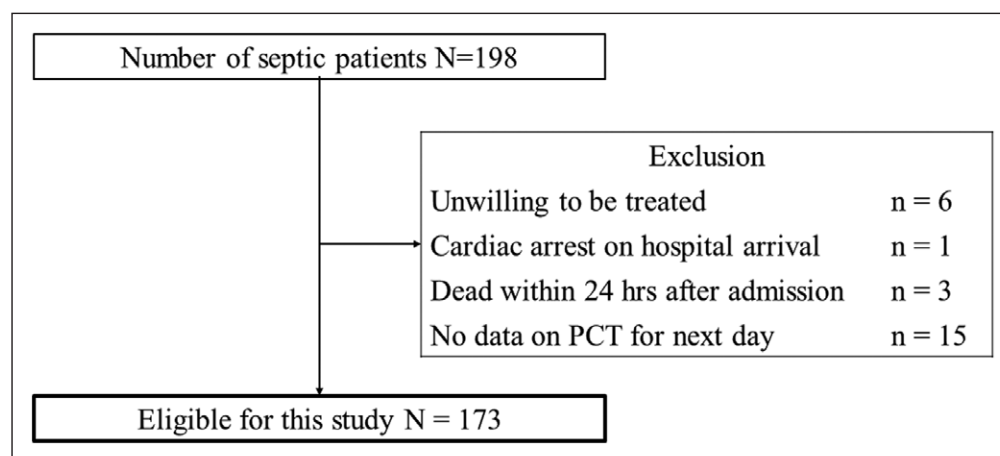 Number of septic patients N=198
Exclusion
Unwilling to be treated n = 6
Cardiac arrest on hospital arrival n = 1
Dead within 24 hrs after admission n = 3
No data on PCT for next day n = 15
Eligible for this study N = 173